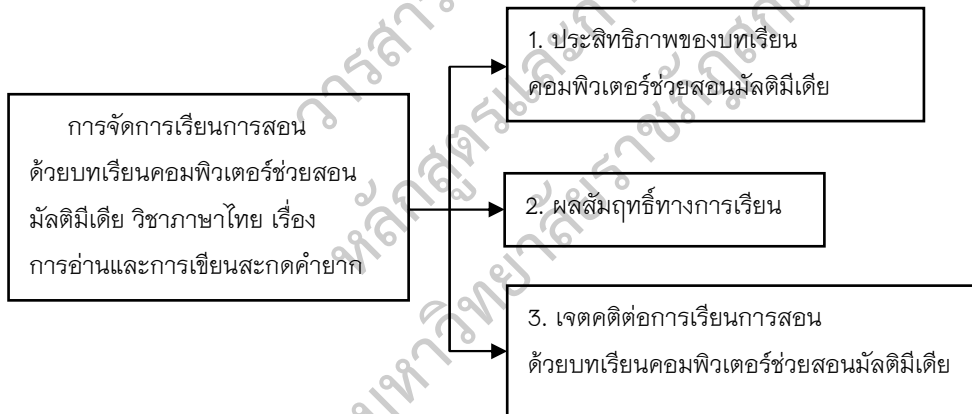 การจัดการเรียนการสอน
ด้วยบทเรียนคอมพิวเตอร์ช่วยสอน
มัลติมีเดีย วิชาภาษาไทย เรื่อง
การอ่านและการเขียนสะกดคำยาก
1. ประสิทธิภาพของบทเรียน
คอมพิวเตอร์ช่วยสอนมัลติมีเดีย
2. ผลสัมฤทธิ์ทางการเรียน
3. เจตคติต่อการเรียนการสอน
ด้วยบทเรียนคอมพิวเตอร์ช่วยสอนมัลติมีเดีย